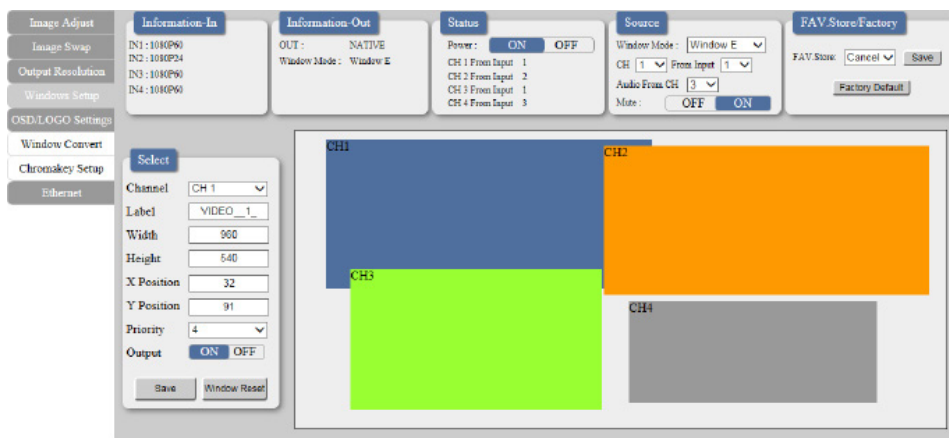 Image Adjust
Image Swap
Output Resolution
Windows Setup
OSD/LOGO Settings
Window Convert
Chromakey Setup
Ethernet
Information-In
IN1 : 1080P60
IN2 : 1080P24
IN3 : 1080P60
IN4 : 1080P60
Information-Out
OUT : NATIVE
Window Mode : Window E
Status
Power : ON OFF
CH 1 From Input 1
CH 2 From Input 2
CH 3 From Input 1
CH 4 From Input 3
Source
Window Mode : Window E
CH 1 From Input 1
Audio From CH 3
Mute : OFF ON
FAV.Store/Factory
FAV.Store: Cancel Save
Factory Default
Select
Channel CH 1
Label VIDEO__1_
Width 960
Height 540
X Position 32
Y Position 91
Priority 4
Output ON OFF
Save Window Reset
CH1
CH2
CH3
CH4